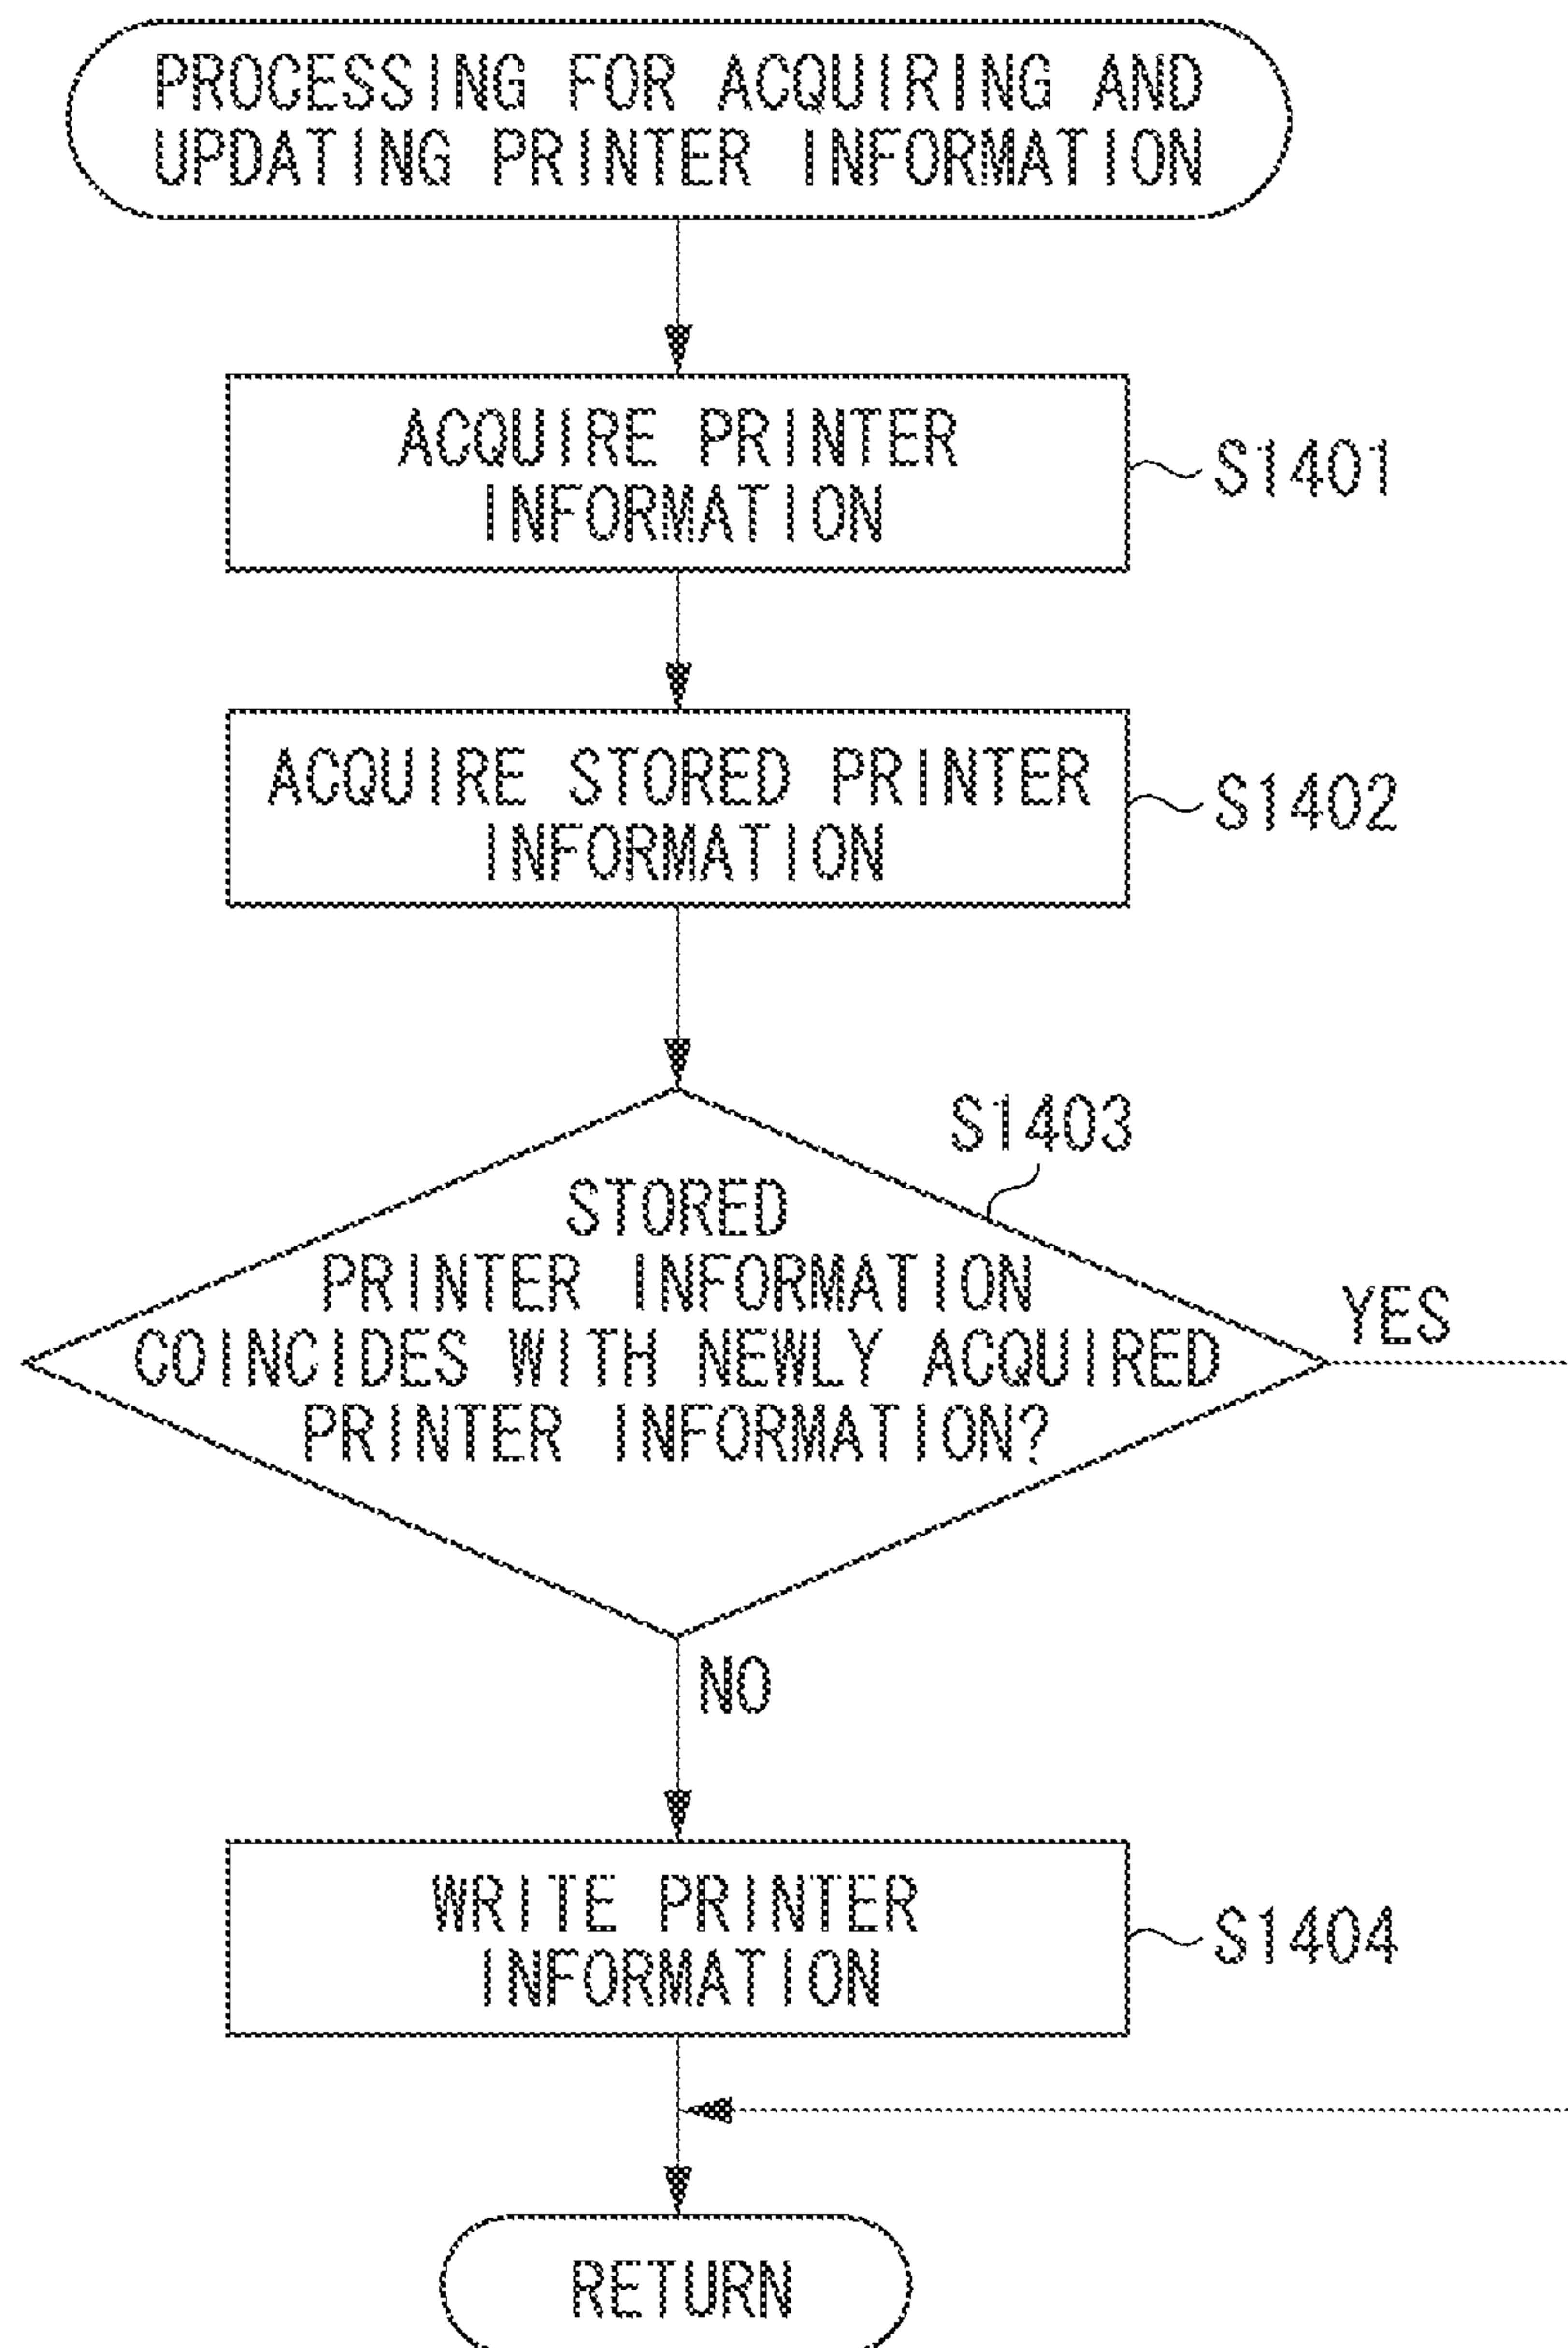 PROCESSING FOR ACQUIRING AND
UPDATING PRINTER INFORMATION
ACQUIRE PRINTER
INFORMATION
S1401
ACQUIRE STORED PRINTER
INFORMATION
S1402
S1403
STORED
PRINTER INFORMATION
COINCIDES WITH NEWLY ACQUIRED
PRINTER INFORMATION?
YES
NO
WRITE PRINTER
INFORMATION
S1404
RETURN